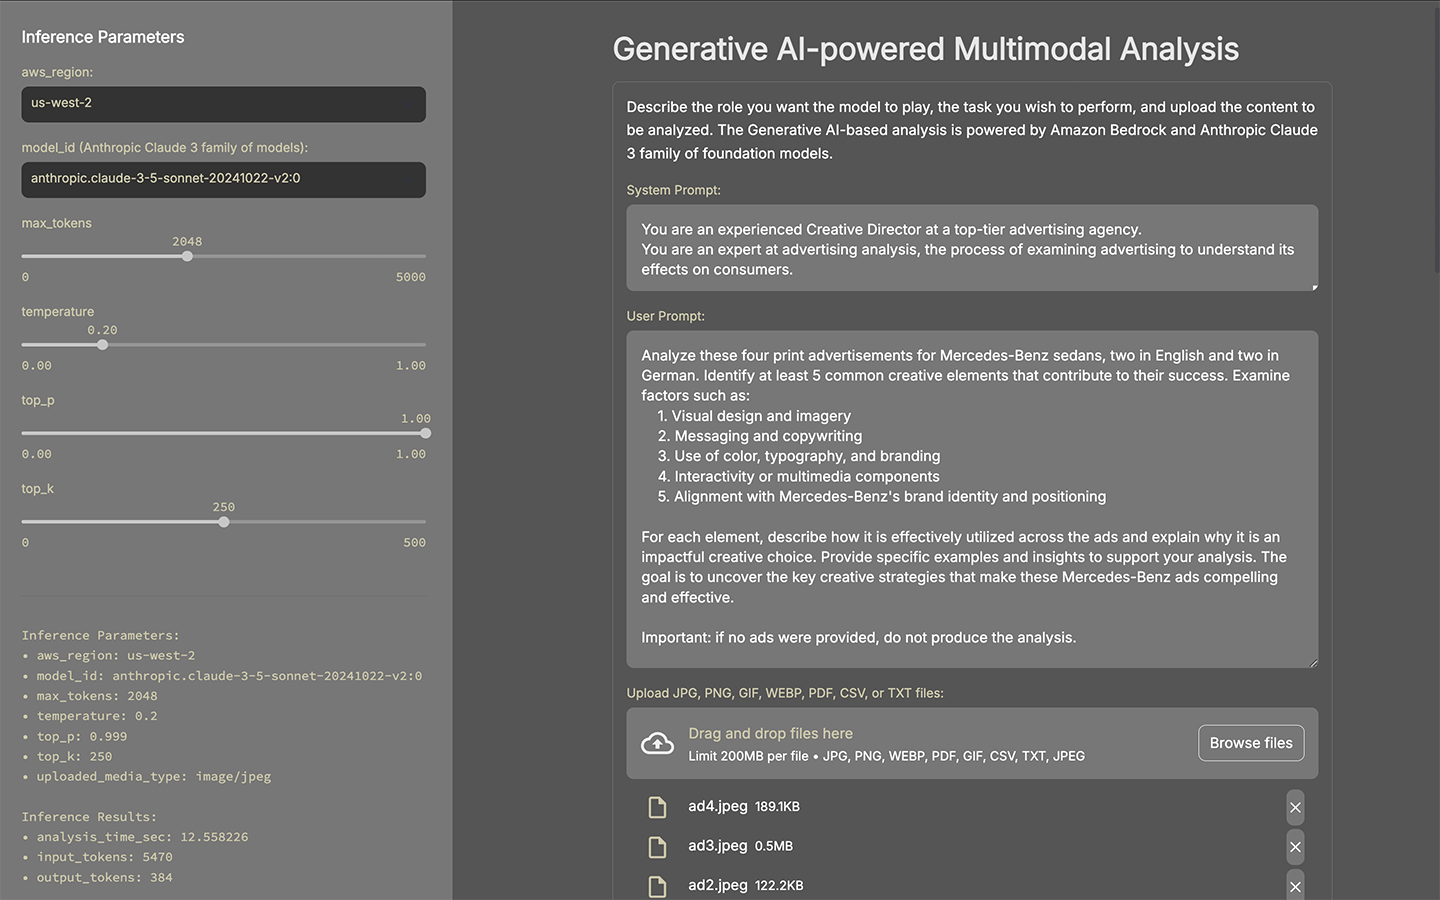 Inference Parameters
aws_region:
us-west-2
model_id (Anthropic Claude 3 family of models):
anthropic.claude-3-5-sonnet-20241022-v2:0
max_tokens
2048
0 5000
temperature
0.20
0.00 1.00
top_p
1.00
0.00 1.00
top_k
250
0 500
Inference Parameters:
• aws_region: us-west-2
• model_id: anthropic.claude-3-5-sonnet-20241022-v2:0
• max_tokens: 2048
• temperature: 0.2
• top_p: 0.999
• top_k: 250
• uploaded_media_type: image/jpeg
Inference Results:
• analysis_time_sec: 12.558226
• input_tokens: 5470
• output_tokens: 384
Generative AI-powered Multimodal Analysis
Describe the role you want the model to play, the task you wish to perform, and upload the content to
be analyzed. The Generative AI-based analysis is powered by Amazon Bedrock and Anthropic Claude
3 family of foundation models.
System Prompt:
You are an experienced Creative Director at a top-tier advertising agency.
You are an expert at advertising analysis, the process of examining advertising to understand its
effects on consumers.
User Prompt:
Analyze these four print advertisements for Mercedes-Benz sedans, two in English and two in
German. Identify at least 5 common creative elements that contribute to their success. Examine
factors such as:
1. Visual design and imagery
2. Messaging and copywriting
3. Use of color, typography, and branding
4. Interactivity or multimedia components
5. Alignment with Mercedes-Benz's brand identity and positioning
For each element, describe how it is effectively utilized across the ads and explain why it is an
impactful creative choice. Provide specific examples and insights to support your analysis. The
goal is to uncover the key creative strategies that make these Mercedes-Benz ads compelling
and effective.
Important: if no ads were provided, do not produce the analysis.
Upload JPG, PNG, GIF, WEBP, PDF, CSV, or TXT files:
Drag and drop files here
Limit 200MB per file • JPG, PNG, WEBP, PDF, GIF, CSV, TXT, JPEG
Browse files
ad4.jpeg 189.1KB
ad3.jpeg 0.5MB
ad2.jpeg 122.2KB